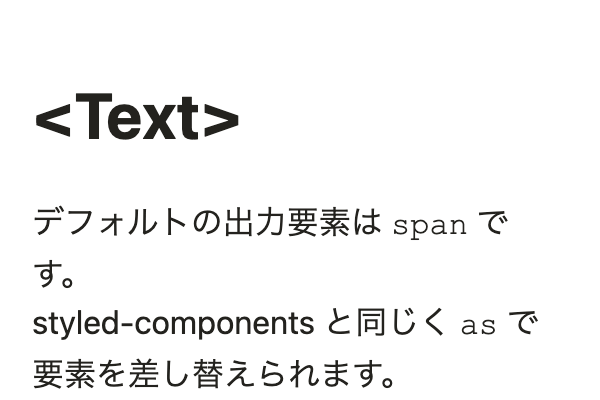 <Text>
デフォルトの出力要素は span で
す。
styled-components と同じく as で
要素を差し替えられます。